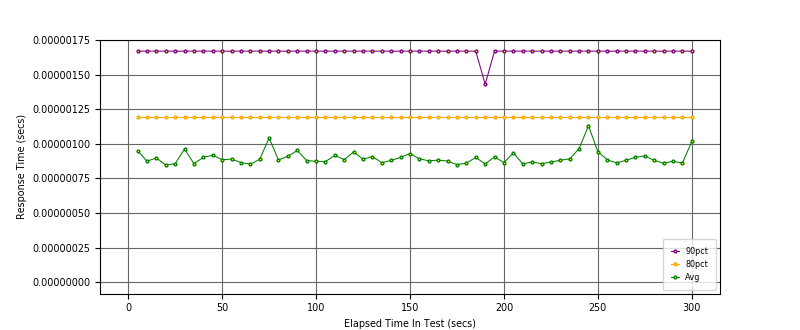 0.00000175
0.00000150
0.00000125
0.00000100
0.00000075
0.00000050
0.00000025
0.00000000
Response Time (secs)
0 50 100 150 200 250 300
Elapsed Time In Test (secs)
90pct
80pct
Avg